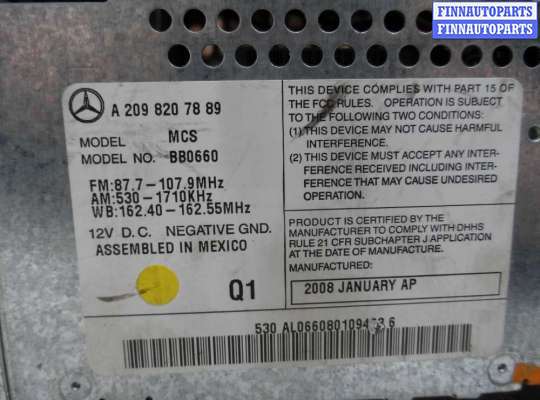 FINNAUTOPARTS
FINNAUTOPARTS
FINNAUTOPARTS
A 209 820 78 89
MODEL MCS
MODEL NO. BB0660
FM:87.7-107.9MHz
AM:530-1710KHz
WB:162.40-162.55MHz
12V D.C. NEGATIVE GND.
ASSEMBLED IN MEXICO
Q1
THIS DEVICE COMPLIES WITH PART 15 OF
THE FCC RULES. OPERATION IS SUBJECT
TO THE FOLLOWING TWO CONDITIONS:
(1) THIS DEVICE MAY NOT CAUSE HARMFUL
INTERFERENCE.
(2) THIS DEVICE MUST ACCEPT ANY INTER-
FERENCE RECEIVED INCLUDING INTER-
FERENCE THAT MAY CAUSE UNDESIRED
OPERATION.
PRODUCT IS CERTIFIED BY THE
MANUFACTURER TO COMPLY WITH DHHS
RULE 21 CFR SUBCHAPTER J APPLICATION
AT THE DATE OF MANUFACTURE.
MANUFACTURED:
2008 JANUARY AP
530